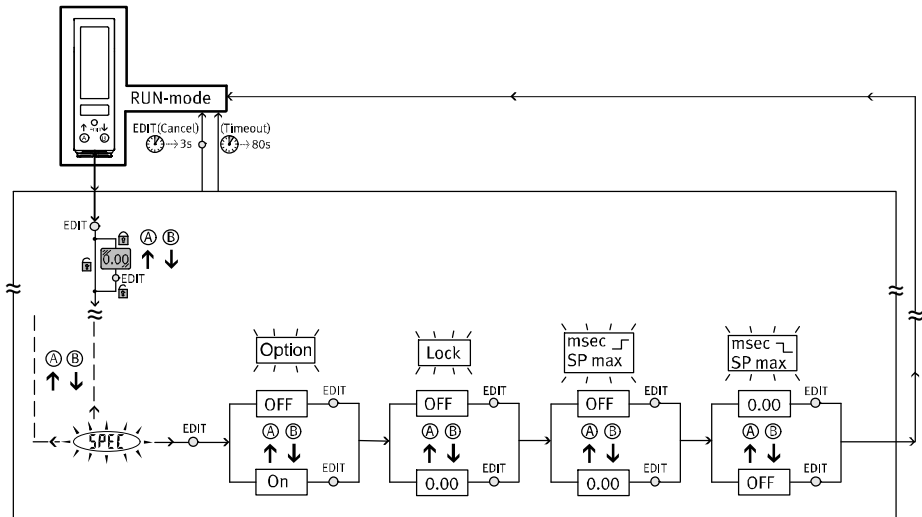 RUN-mode
EDIT
A B
EDIT(Cancel) (Timeout)
3s 80s
EDIT
A B
0.00
EDIT
A B
SPEC
EDIT
Option
OFF EDIT
A B
On EDIT
Lock
OFF EDIT
A B
0.00 EDIT
msec
SP max
OFF EDIT
A B
0.00 EDIT
msec
SP max
0.00 EDIT
A B
OFF EDIT